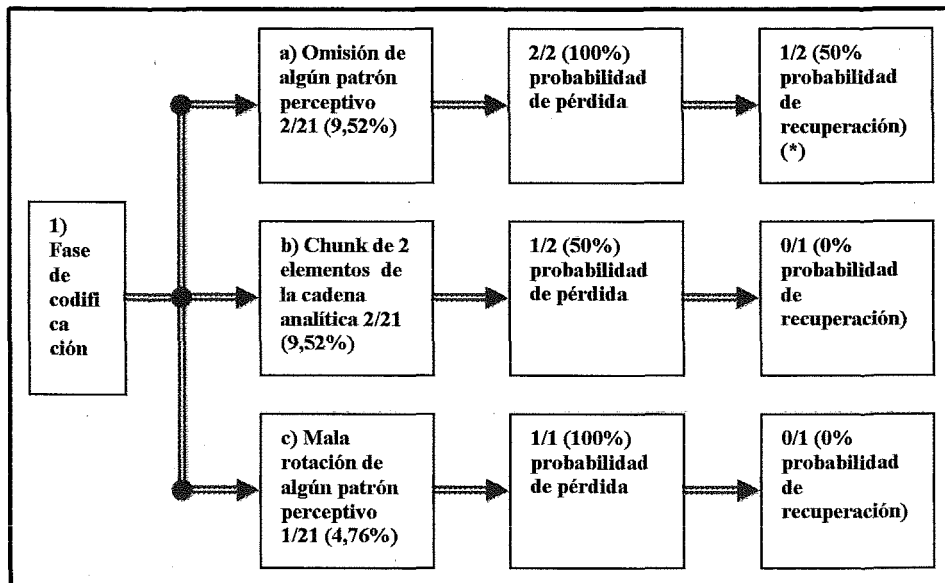 a) Omisión de
algún patrón
perceptivo
2/21 (9,52%)
2/2 (100%)
probabilidad
de pérdida
1/2 (50%
probabilidad
de
recuperación)
(*)
1)
Fase
de
codifi
ca
ción
b) Chunk de 2
elementos de
la cadena
analítica 2/21
(9,52%)
1/2 (50%)
probabilidad
de pérdida
0/1 (0%
probabilidad
de
recuperación)
c) Mala
rotación de
algún patrón
perceptivo
1/21 (4,76%)
1/1 (100%)
probabilidad
de pérdida
0/1 (0%
probabilidad
de
recuperación)